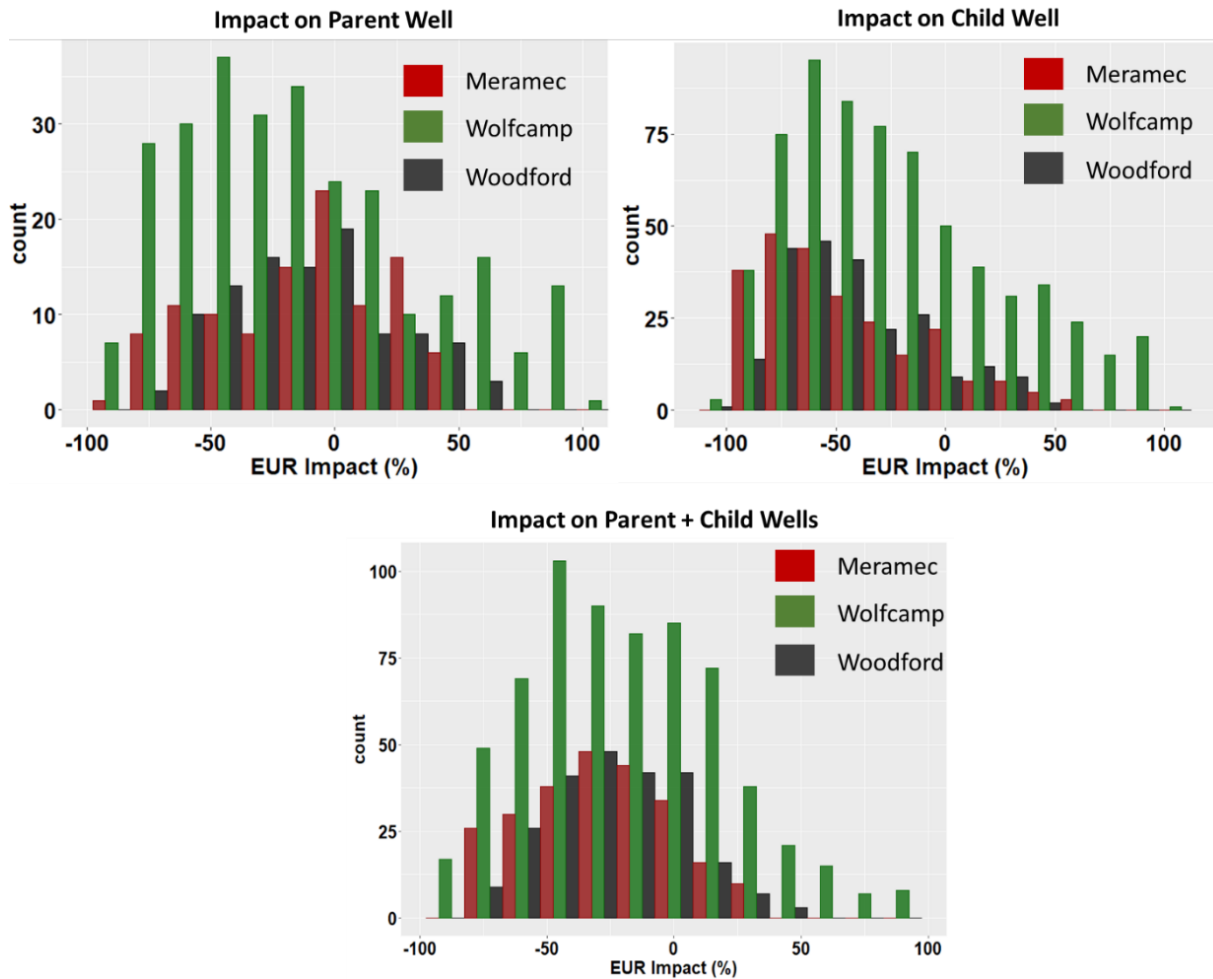 Impact on Parent Well
count
30
20
10
0
Meramec
Wolfcamp
Woodford
-100 -50 0 50 100
EUR Impact (%)
Impact on Child Well
count
75
50
25
0
Meramec
Wolfcamp
Woodford
-100 -50 0 50 100
EUR Impact (%)
Impact on Parent + Child Wells
count
100
75
50
25
0
Meramec
Wolfcamp
Woodford
-100 -50 0 50 100
EUR Impact (%)